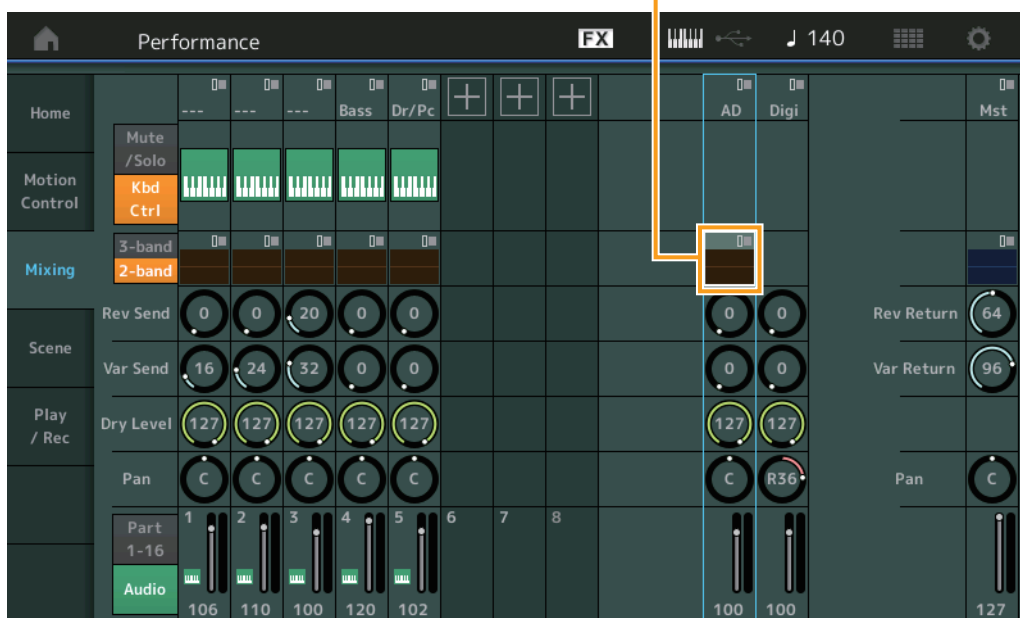 Performance FX 140
--- --- --- Bass Dr/Pc AD Digi Mst
Home
Mute
/Solo
Motion
Control
Kbd
Ctrl
3-band
2-band
Mixing
Rev Send 0 0 20 0 0 0 0 Rev Return 64
Scene
Var Send 16 24 32 0 0 0 0 Var Return 96
Play
/ Rec
Dry Level 127 127 127 127 127 127 127
Pan C C C C C C R36 Pan C
1 2 3 4 5 6 7 8
Part
1-16
Audio
106 110 100 120 102 100 100 127